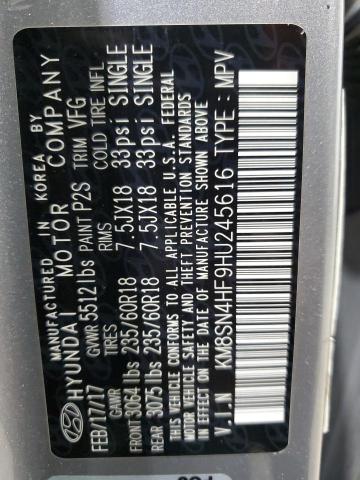 MANUFACTURED IN KOREA BY
HYUNDAI MOTOR COMPANY
FEB/17/17 GVWR 5512 lbs PAINT P2S TRIM VFG
GAWR TIRES RIMS COLD TIRE INFL
FRONT 3064 lbs 235/60R18 7.5JX18 33psi SINGLE
REAR 3075 lbs 235/60R18 7.5JX18 33psi SINGLE
THIS VEHICLE CONFORMS TO ALL APPLICABLE U.S.A. FEDERAL
MOTOR VEHICLE SAFETY AND THEFT PREVENTION STANDARDS
IN EFFECT ON THE DATE OF MANUFACTURE SHOWN ABOVE
V.I.N : KM8SN4HF9HU245616 TYPE : MPV